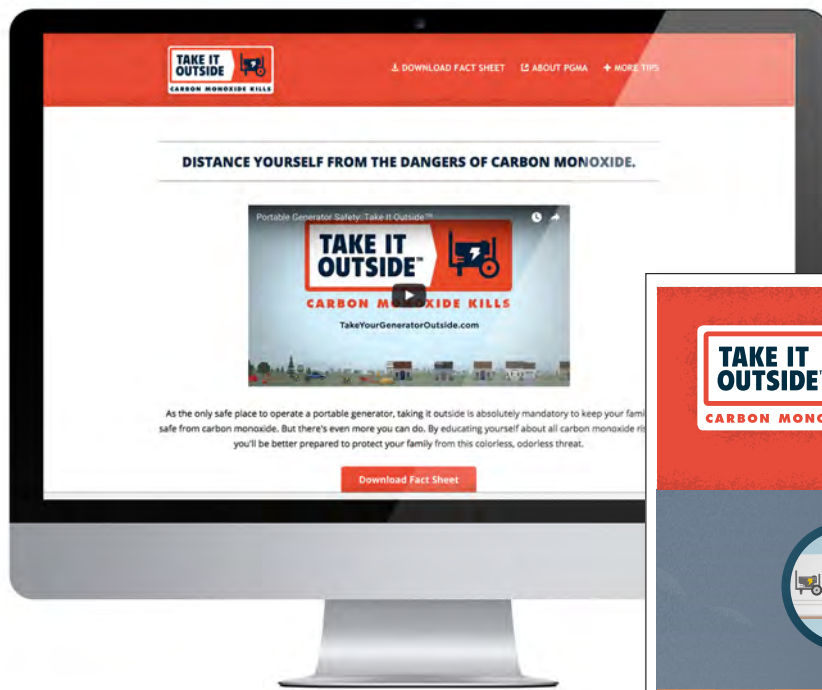 TAKE IT
OUTSIDE
CARBON MONOXIDE KILLS
DOWNLOAD FACT SHEET ABOUT PGMA MORE TIPS
DISTANCE YOURSELF FROM THE DANGERS OF CARBON MONOXIDE.
Portable Generator Safety: Take It Outside™
TAKE IT
OUTSIDE™
CARBON MONOXIDE KILLS
TakeYourGeneratorOutside.com
As the only safe place to operate a portable generator, taking it outside is absolutely mandatory to keep your fami
safe from carbon monoxide. But there's even more you can do. By educating yourself about all carbon monoxide ris
you'll be better prepared to protect your family from this colorless, odorless threat.
Download Fact Sheet
TAKE IT
OUTSIDE™
CARBON MONO